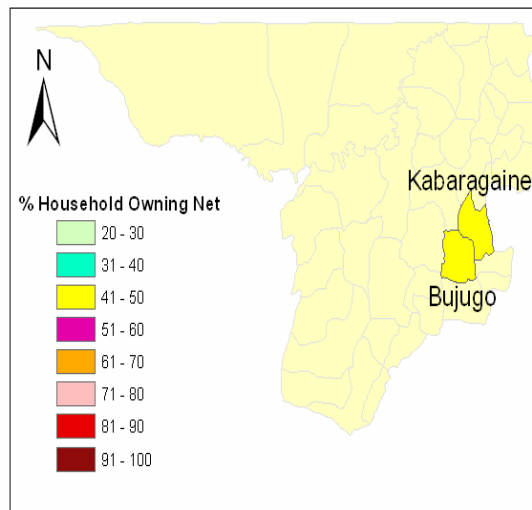 N
Kabaragaine
Bujugo
% Household Owning Net
20 - 30
31 - 40
41 - 50
51 - 60
61 - 70
71 - 80
81 - 90
91 - 100